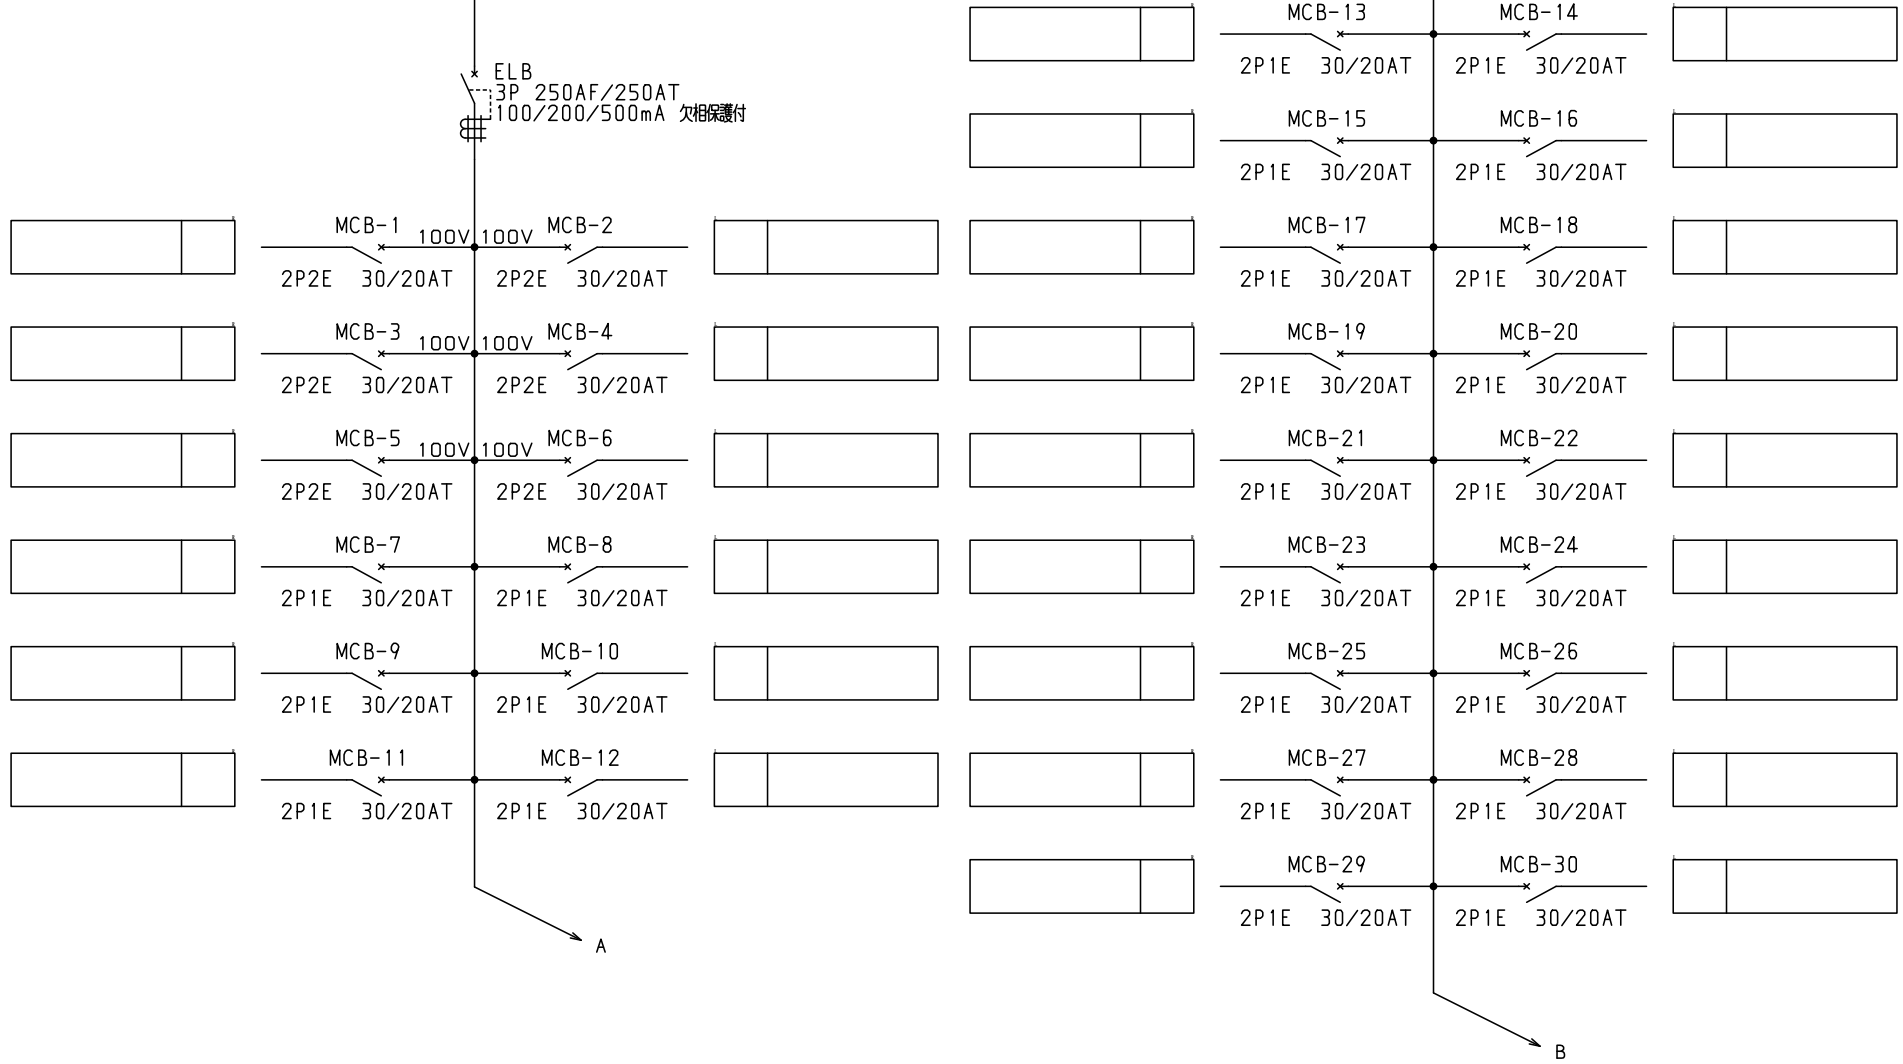 ELB
3P 250AF/250AT
100/200/500mA 欠相保護付
MCB-1 100V 100V MCB-2
2P2E 30/20AT 2P2E 30/20AT
MCB-3 100V 100V MCB-4
2P2E 30/20AT 2P2E 30/20AT
MCB-5 100V 100V MCB-6
2P2E 30/20AT 2P2E 30/20AT
MCB-7 MCB-8
2P1E 30/20AT 2P1E 30/20AT
MCB-9 MCB-10
2P1E 30/20AT 2P1E 30/20AT
MCB-11 MCB-12
2P1E 30/20AT 2P1E 30/20AT
A
MCB-13 MCB-14
2P1E 30/20AT 2P1E 30/20AT
MCB-15 MCB-16
2P1E 30/20AT 2P1E 30/20AT
MCB-17 MCB-18
2P1E 30/20AT 2P1E 30/20AT
MCB-19 MCB-20
2P1E 30/20AT 2P1E 30/20AT
MCB-21 MCB-22
2P1E 30/20AT 2P1E 30/20AT
MCB-23 MCB-24
2P1E 30/20AT 2P1E 30/20AT
MCB-25 MCB-26
2P1E 30/20AT 2P1E 30/20AT
MCB-27 MCB-28
2P1E 30/20AT 2P1E 30/20AT
MCB-29 MCB-30
2P1E 30/20AT 2P1E 30/20AT
B